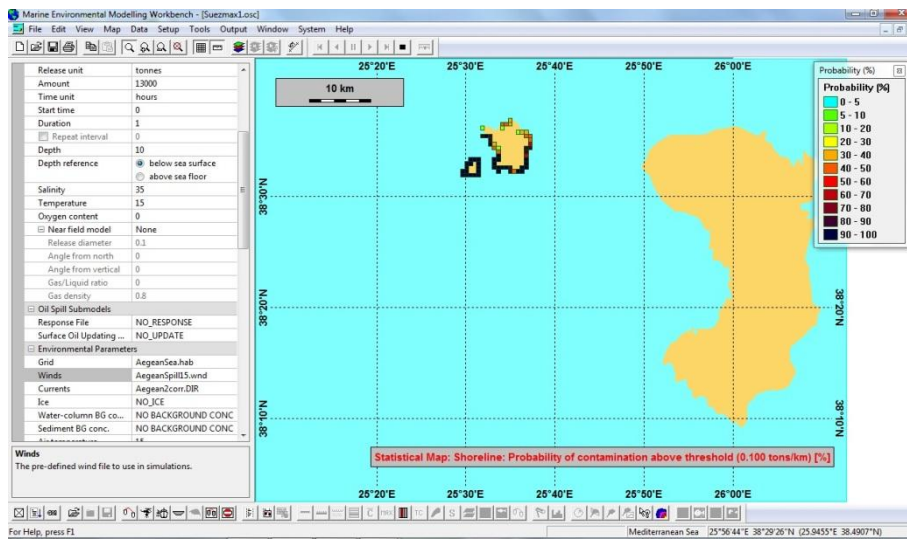 Marine Environmental Modelling Workbench - [Suezmax1.osc]
File Edit View Map Data Setup Tools Output Window System Help
Release unit tonnes
Amount 13000
Time unit hours
Start time 0
Duration 1
Repeat interval 0
Depth 10
Depth reference below sea surface
above sea floor
Salinity 35
Temperature 15
Oxygen content 0
Near field model None
Release diameter 0.1
Angle from north 0
Angle from vertical 0
Gas/Liquid ratio 0
Gas density 0.8
Oil Spill Submodels
Response File NO_RESPONSE
Surface Oil Updating ... NO_UPDATE
Environmental Parameters
Grid AegeanSea.hab
Winds AegeanSpill15.wnd
Currents Aegean2corr.DIR
Ice NO_ICE
Water-column BG co... NO BACKGROUND CONC
Sediment BG conc. NO BACKGROUND CONC
Winds
The pre-defined wind file to use in simulations.
25°20'E 25°30'E 25°40'E 25°50'E 26°00'E
10 km
38°30'N
38°20'N 38°20'N
38°10'N 38°10'N
Probability (%)
Probability (%)
0 - 5
5 - 10
10 - 20
20 - 30
30 - 40
40 - 50
50 - 60
60 - 70
70 - 80
80 - 90
90 - 100
Statistical Map: Shoreline: Probability of contamination above threshold (0.100 tons/km) [%]
25°20'E 25°30'E 25°40'E 25°50'E 26°00'E
For Help, press F1
Mediterranean Sea 25°56'44"E 38°29'26"N (25.9455°E 38.4907°N)